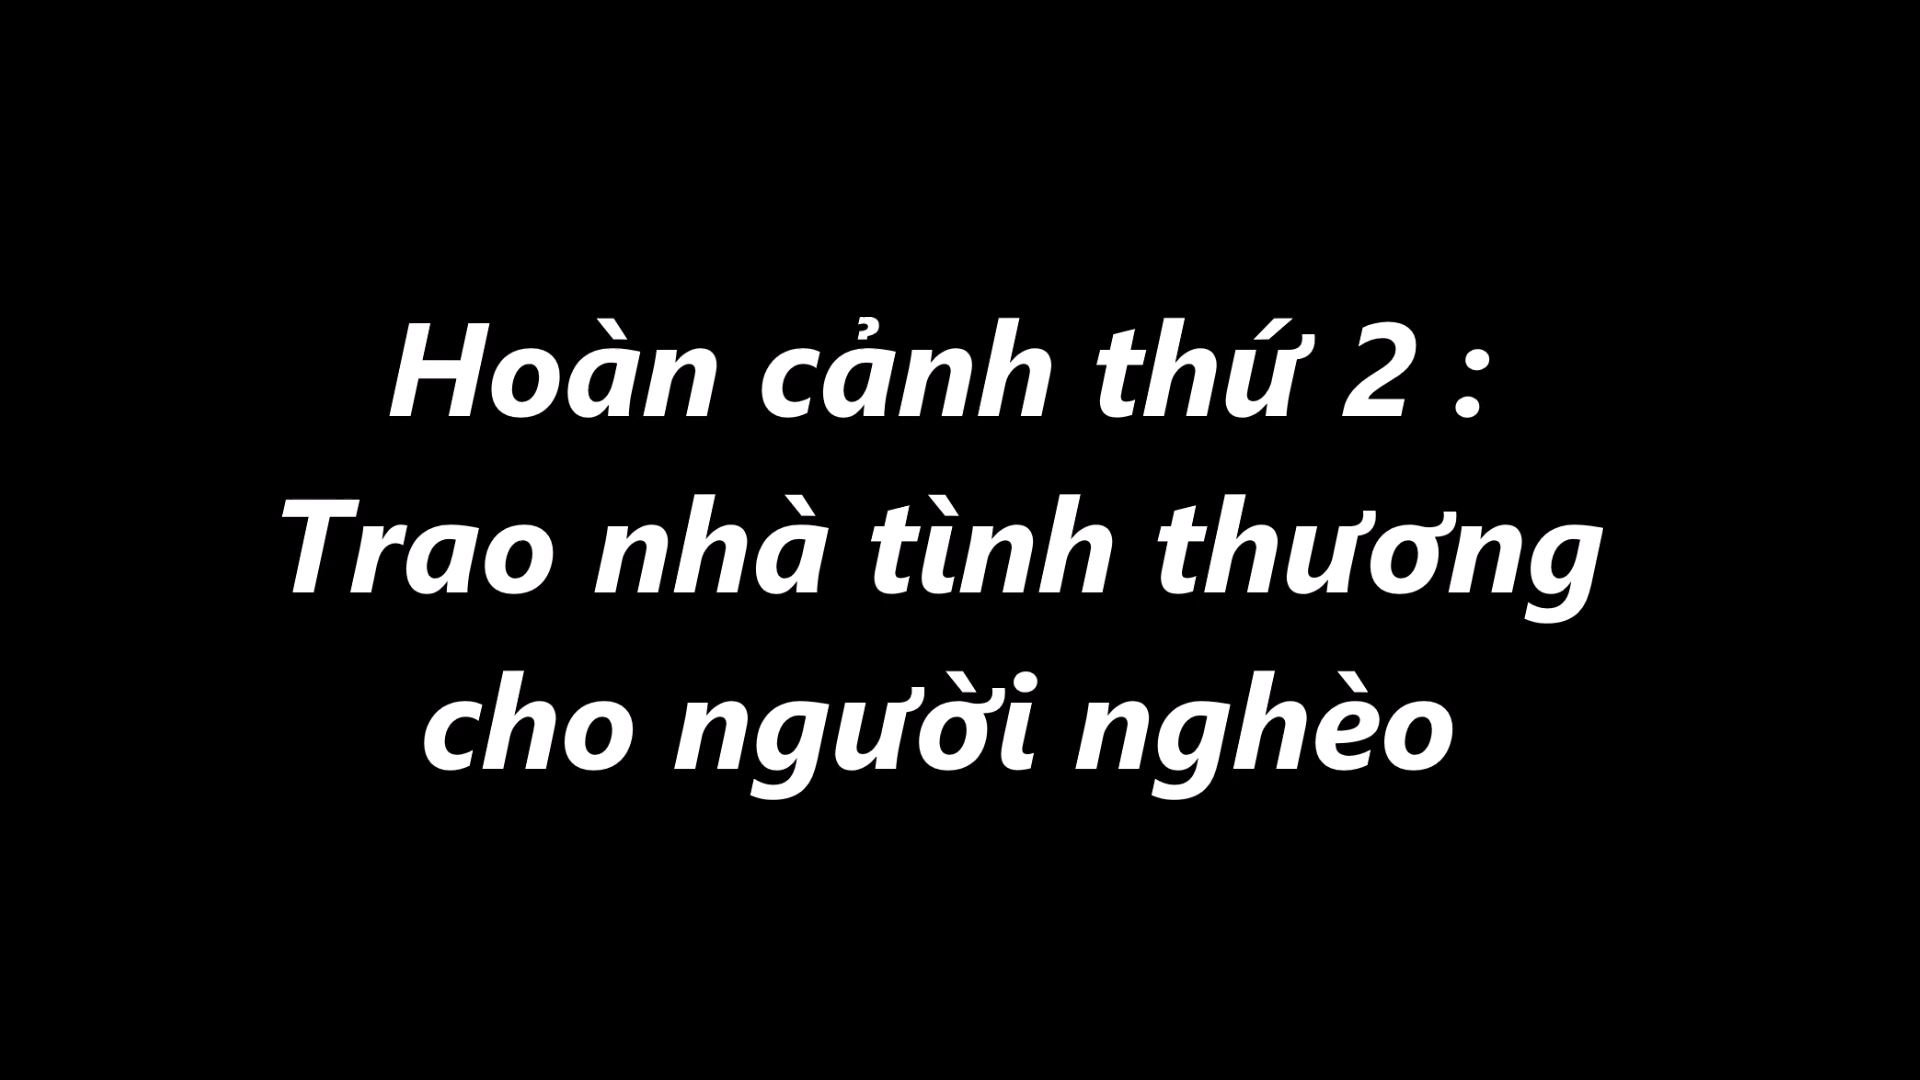 Hoàn cảnh thứ 2 :
Trao nhà tình thương
cho người nghèo